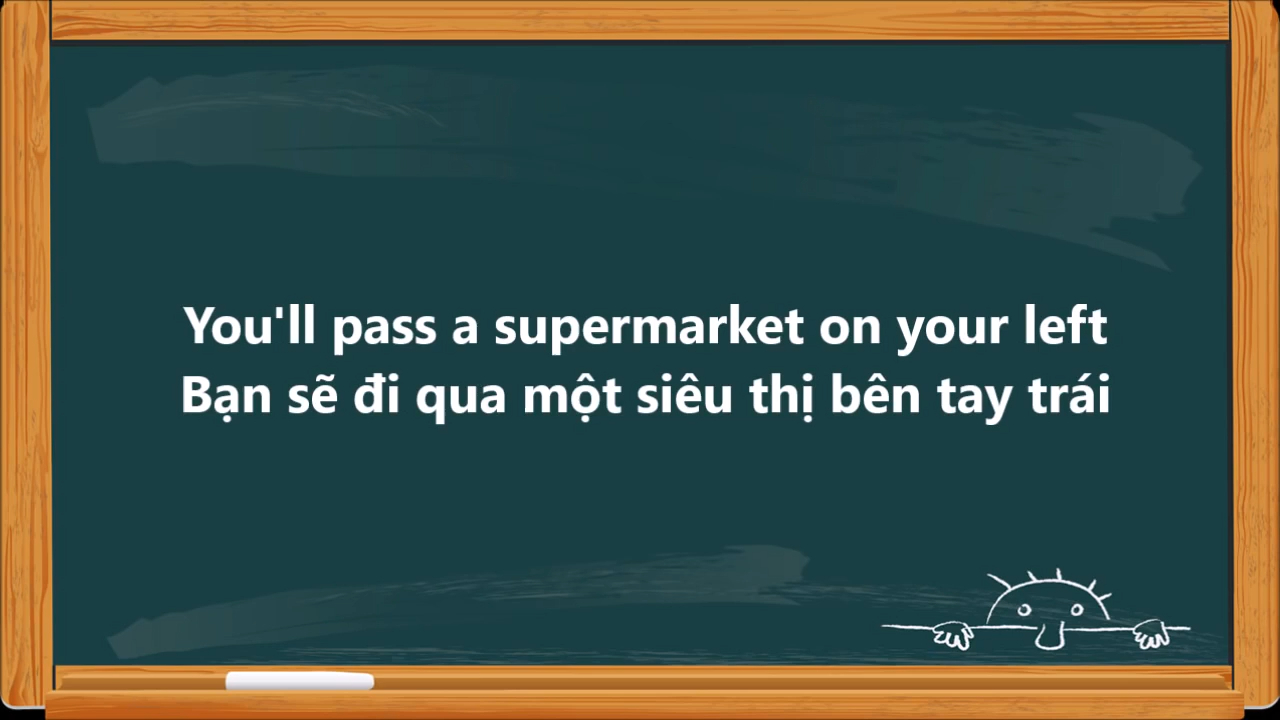 You'll pass a supermarket on your left
Bạn sẽ đi qua một siêu thị bên tay trái